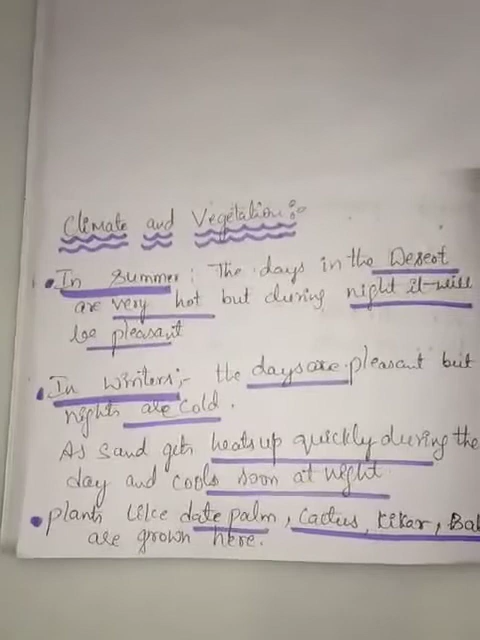 Climate and Vegetation :-
In Summer : The days in the Desert
are very hot but during night it will
be pleasant
In Winters ;- the days are pleasant but
nights are cold .
As sand gets heats up quickly during the
day and cools soon at night
plants like date palm , Cactus , Kikar ,
are grown here .